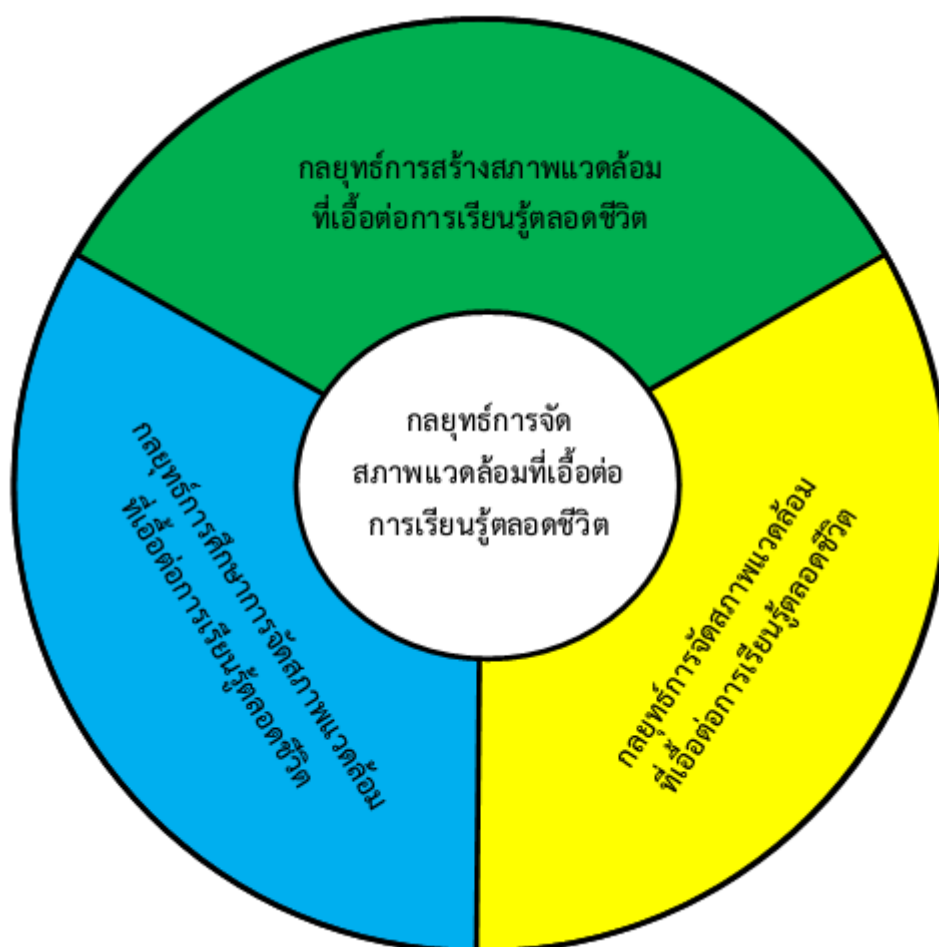 กลยุทธ์การสร้างสภาพแวดล้อม
ที่เอื้อต่อการเรียนรู้ตลอดชีวิต
กลยุทธ์การจัด
สภาพแวดล้อมที่เอื้อต่อ
การเรียนรู้ตลอดชีวิต
กลยุทธ์การศึกษาการจัดสภาพแวดล้อม
ที่เอื้อต่อการเรียนรู้ตลอดชีวิต
กลยุทธ์การจัดสภาพแวดล้อม
ที่เอื้อต่อการเรียนรู้ตลอดชีวิต